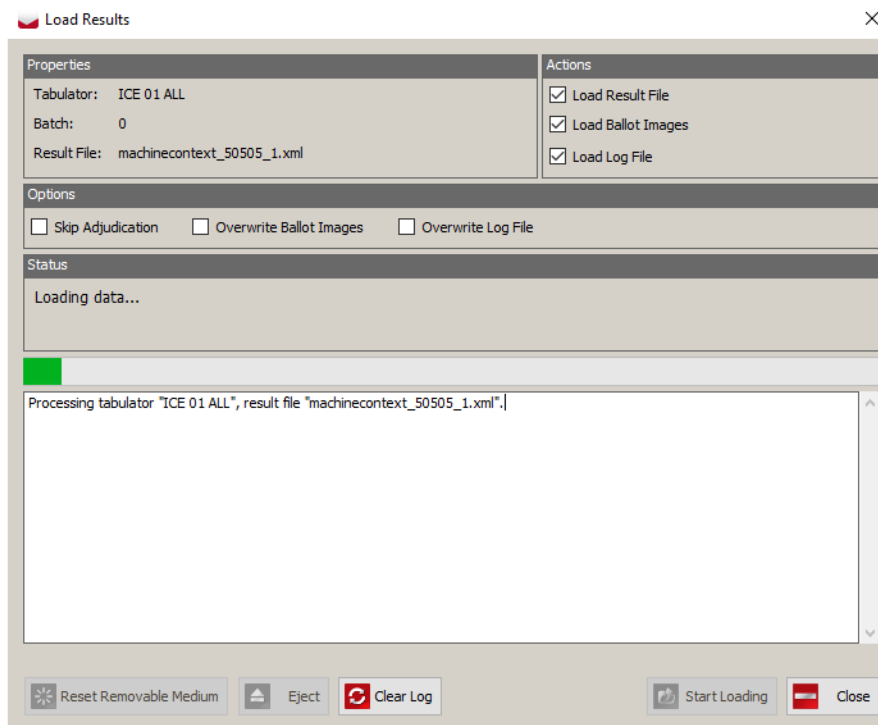 Load Results
Properties
Tabulator: ICE 01 ALL
Batch: 0
Result File: machinecontext_50505_1.xml
Actions
Load Result File
Load Ballot Images
Load Log File
Options
Skip Adjudication Overwrite Ballot Images Overwrite Log File
Status
Loading data...
Processing tabulator "ICE 01 ALL", result file "machinecontext_50505_1.xml".
Reset Removable Medium Eject Clear Log Start Loading Close